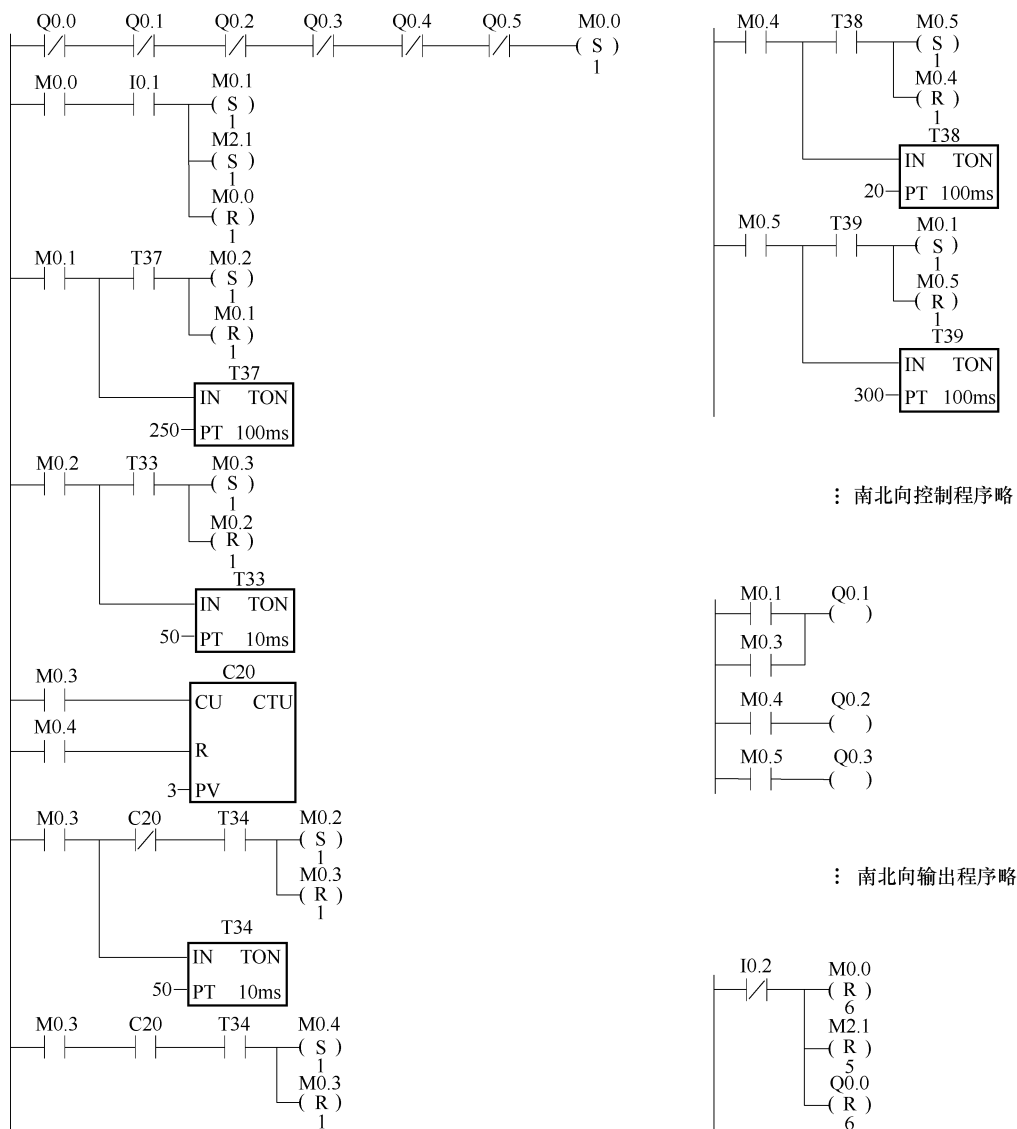 Q0.0 Q0.1 Q0.2 Q0.3 Q0.4 Q0.5 M0.0
S
1
M0.0 I0.1 M0.1
S
1
M2.1
S
1
M0.0
R
1
M0.1 T37 M0.2
S
1
M0.1
R
1
T37
IN TON
250 PT 100ms
M0.2 T33 M0.3
S
1
M0.2
R
1
T33
IN TON
50 PT 10ms
M0.3 C20
CU CTU
M0.4
R
3 PV
M0.3 C20 T34 M0.2
S
1
M0.3
R
1
T34
IN TON
50 PT 10ms
M0.3 C20 T34 M0.4
S
1
M0.3
R
1
M0.4 T38 M0.5
S
1
M0.4
R
1
T38
IN TON
20 PT 100ms
M0.5 T39 M0.1
S
1
M0.5
R
1
T39
IN TON
300 PT 100ms
⋮ 南北向控制程序略
M0.1 Q0.1
M0.3
M0.4 Q0.2
M0.5 Q0.3
⋮ 南北向输出程序略
I0.2 M0.0
R
6
M2.1
R
5
Q0.0
R
6